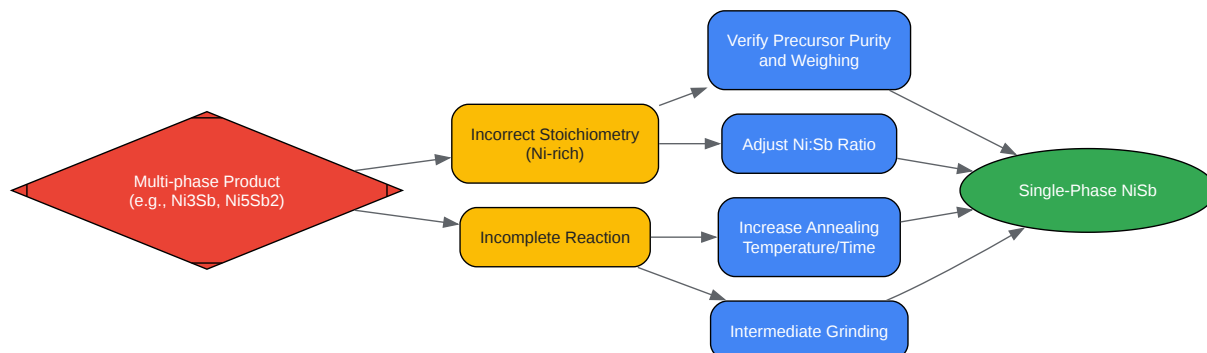 Multi-phase Product
(e.g., Ni3Sb, Ni5Sb2)
Incorrect Stoichiometry
(Ni-rich)
Incomplete Reaction
Verify Precursor Purity
and Weighing
Adjust Ni:Sb Ratio
Increase Annealing
Temperature/Time
Intermediate Grinding
Single-Phase NiSb